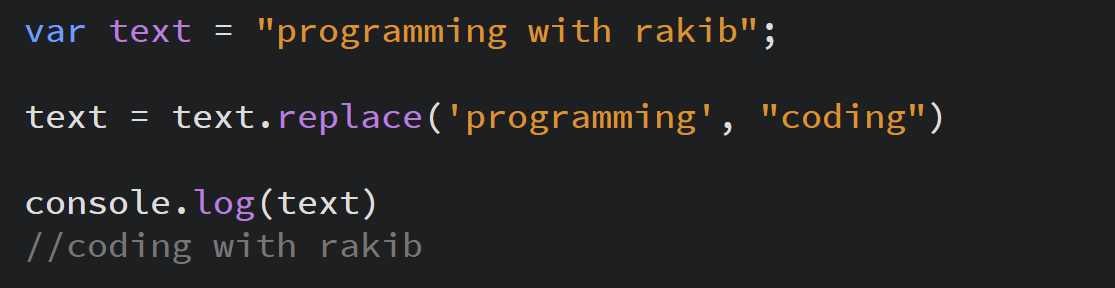 var text = "programming with rakib";
text = text.replace('programming', "coding")
console.log(text)
//coding with rakib